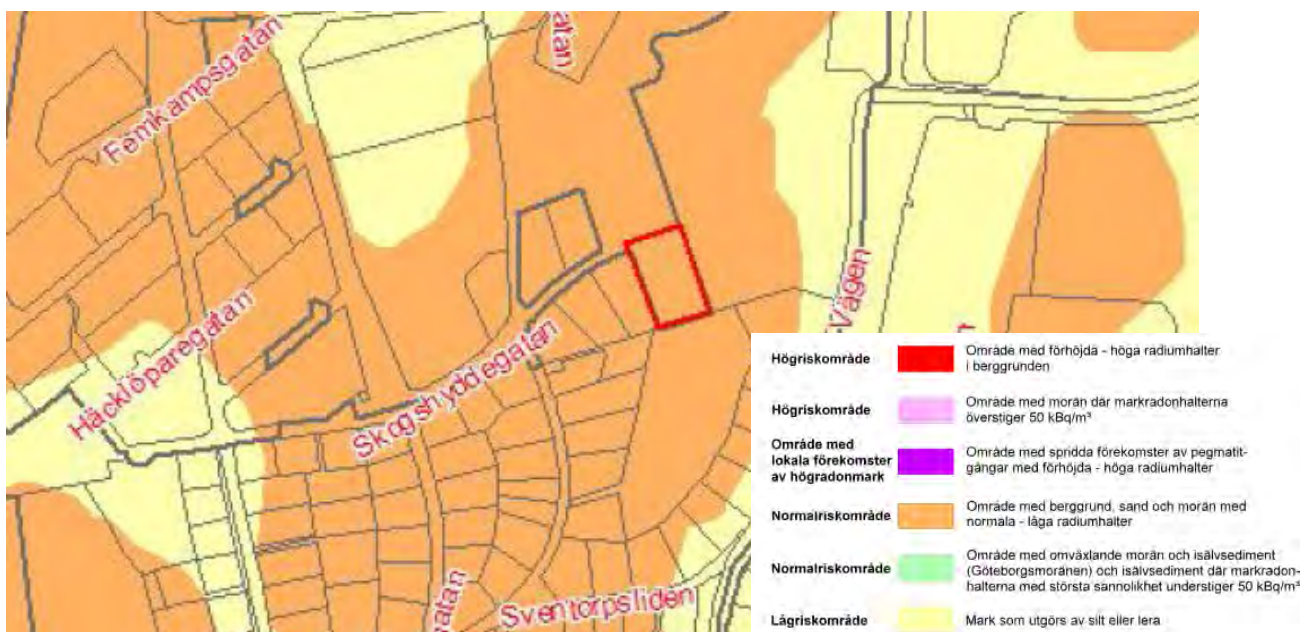 Femkampsgatan
atan
Häcklöparegatan
Skogshyddegatan
Vägen
atan
Sventorpsliden
Högriskområde
Område med förhöjda - höga radiumhalter
i berggrunden
Högriskområde
Område med morän där markradonhalterna
överstiger 50 kBq/m³
Område med
lokala förekomster
av högradonmark
Område med spridda förekomster av pegmatit-
gångar med förhöjda - höga radiumhalter
Normalriskområde
Område med berggrund, sand och morän med
normala - låga radiumhalter
Normalriskområde
Område med omväxlande morän och isälvsediment
(Göteborgsmoränen) och isälvsediment där markradon-
halterna med största sannolikhet understiger 50 kBq/m³
Lågriskområde
Mark som utgörs av silt eller lera